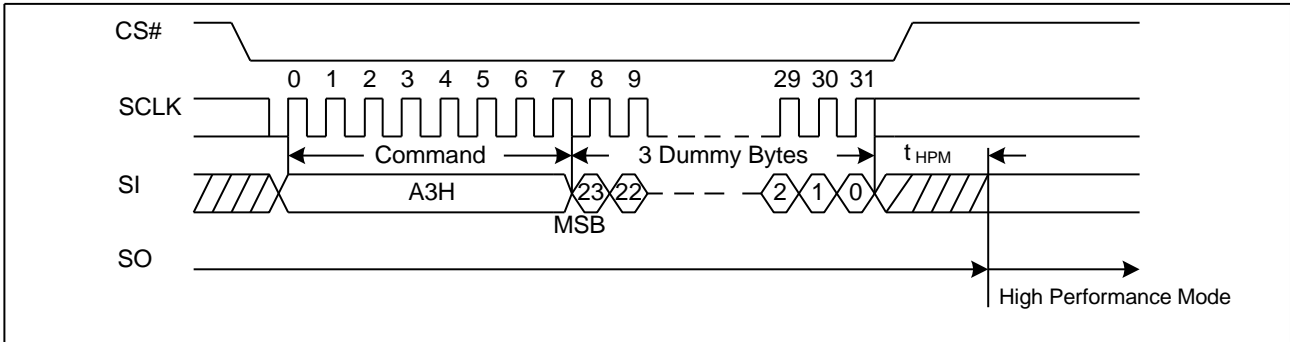 CS#
0 1 2 3 4 5 6 7 8 9 29 30 31
SCLK
Command 3 Dummy Bytes t HPM
SI A3H 23 22 2 1 0
MSB
SO
High Performance Mode